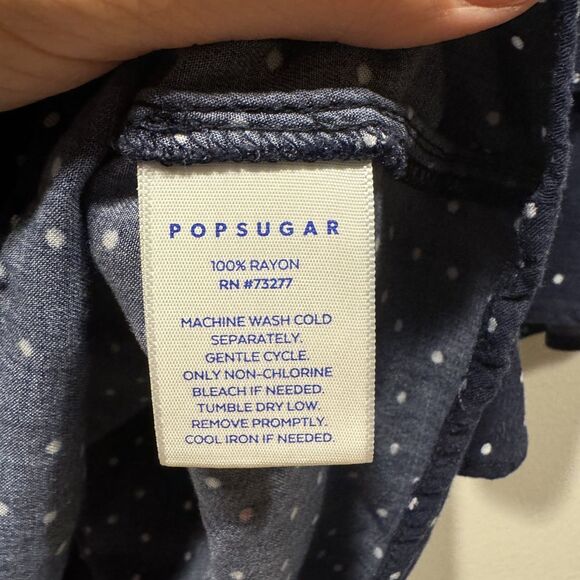 POPSUGAR
100% RAYON
RN #73277
MACHINE WASH COLD
SEPARATELY.
GENTLE CYCLE.
ONLY NON-CHLORINE
BLEACH IF NEEDED.
TUMBLE DRY LOW.
REMOVE PROMPTLY.
COOL IRON IF NEEDED.